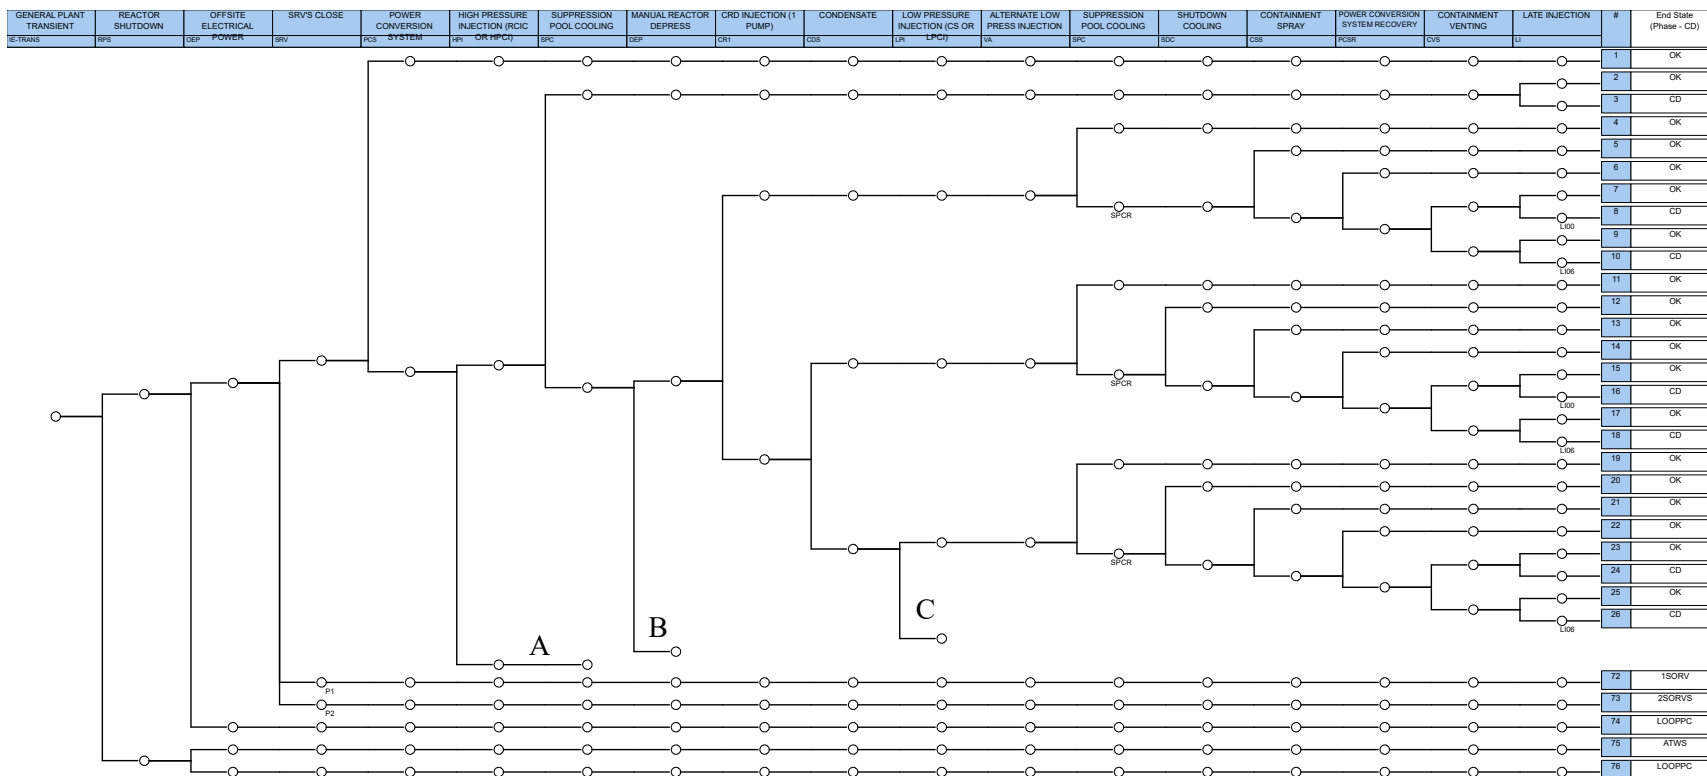 GENERAL PLANT TRANSIENT
IE-TRANS
REACTOR SHUTDOWN
RPS
OFFSITE ELECTRICAL POWER
OEP
SRV'S CLOSE
SRV
POWER CONVERSION SYSTEM
PCS
HIGH PRESSURE INJECTION (RCIC OR HPCI)
HPI
SUPPRESSION POOL COOLING
SPC
MANUAL REACTOR DEPRESS
DEP
CRD INJECTION (1 PUMP)
CR1
CONDENSATE
CDS
LOW PRESSURE INJECTION (CS OR LPCI)
LPI
ALTERNATE LOW PRESS INJECTION
VA
SUPPRESSION POOL COOLING
SPC
SHUTDOWN COOLING
SDC
CONTAINMENT SPRAY
CSS
POWER CONVERSION SYSTEM RECOVERY
PCSR
CONTAINMENT VENTING
CVS
LATE INJECTION
LI
#
End State (Phase - CD)
1 OK
2 OK
3 CD
4 OK
5 OK
6 OK
7 OK
SPCR
8 CD
LI00
9 OK
10 CD
LI06
11 OK
12 OK
13 OK
14 OK
15 OK
SPCR
16 CD
LI00
17 OK
18 CD
LI06
19 OK
20 OK
21 OK
22 OK
23 OK
SPCR
24 CD
25 OK
26 CD
LI06
A
B
C
72 1SORV
P1
73 2SORVS
P2
74 LOOPPC
75 ATWS
76 LOOPPC